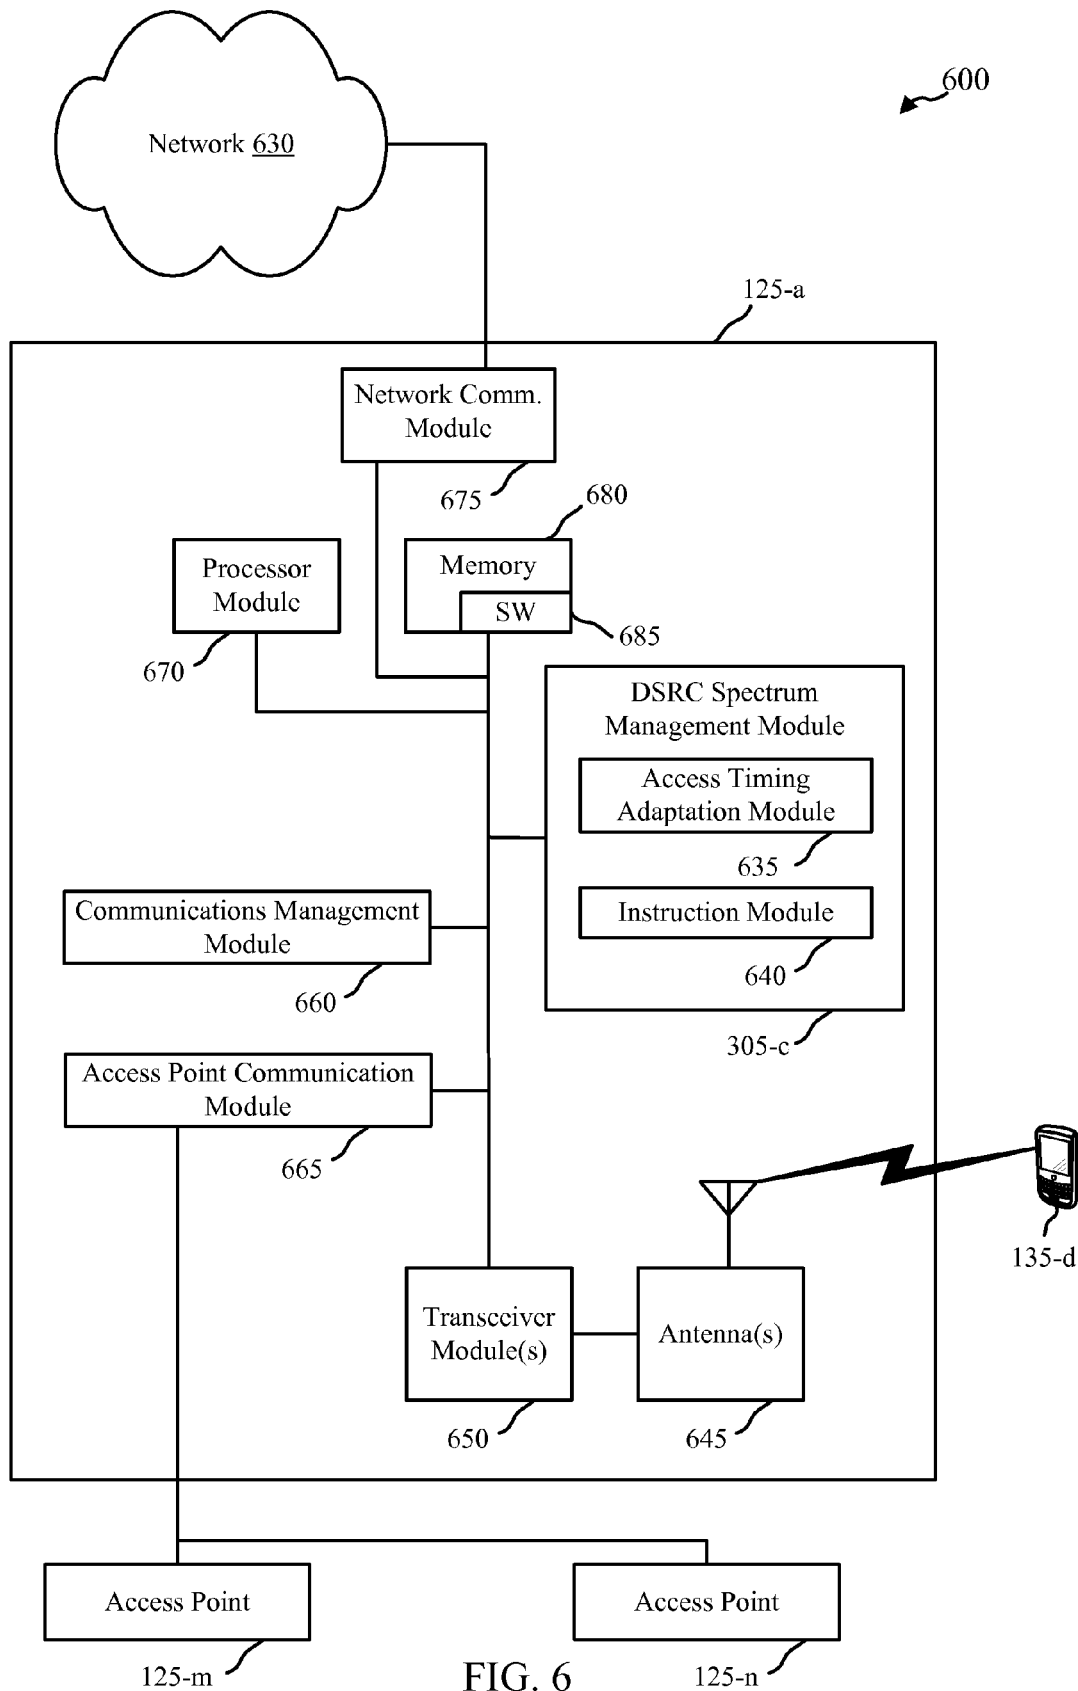 600
Network 630
125-a
Network Comm.
Module
675
680
Memory
SW
685
Processor
Module
670
DSRC Spectrum
Management Module
Access Timing
Adaptation Module
635
Instruction Module
640
305-c
Communications Management
Module
660
Access Point Communication
Module
665
135-d
Transceiver
Module(s)
650
Antenna(s)
645
Access Point
125-m
Access Point
125-n
FIG. 6